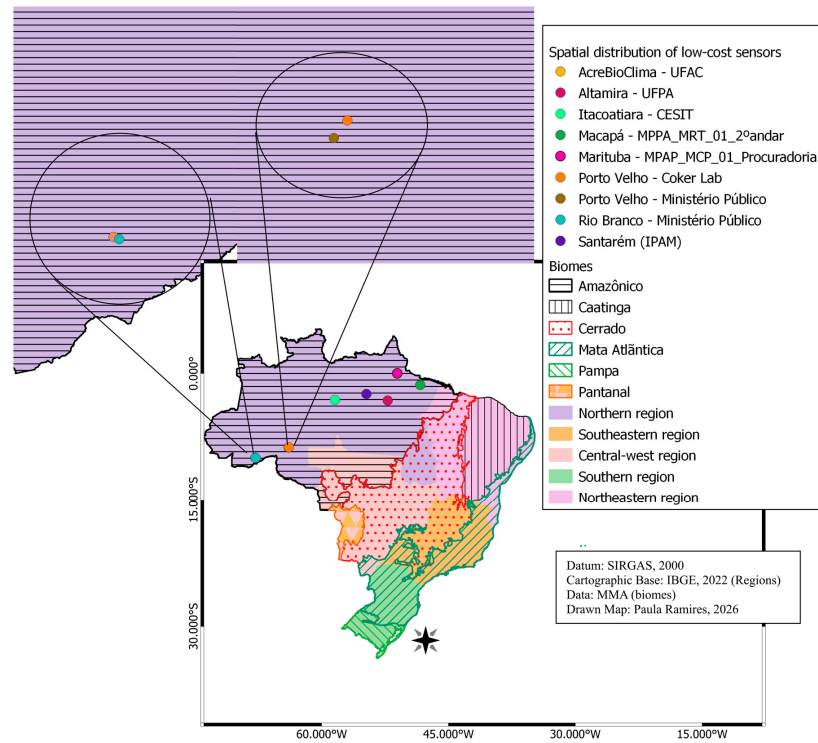 Spatial distribution of low-cost sensors
AcreBioClima - UFAC
Altamira - UFPA
Itacoatiara - CESIT
Macapá - MPPA_MRT_01_2ºandar
Marituba - MPAP_MCP_01_Procuradoria
Porto Velho - Coker Lab
Porto Velho - Ministério Público
Rio Branco - Ministério Público
Santarém (IPAM)
Biomes
Amazônico
Caatinga
Cerrado
Mata Atlãntica
Pampa
Pantanal
Northern region
Southeastern region
Central-west region
Southern region
Northeastern region
0.000°
15.000°S
30.000°S
Datum: SIRGAS, 2000
Cartographic Base: IBGE, 2022 (Regions)
Data: MMA (biomes)
Drawn Map: Paula Ramires, 2026
60.000°W 45.000°W 30.000°W 15.000°W